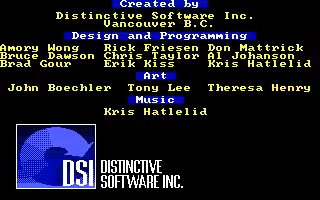 Created by
Distinctive Software Inc.
Vancouver B.C.
Design and Programming
Amory Wong Rick Friesen Don Mattrick
Bruce Dawson Chris Taylor Al Johanson
Brad Gour Erik Kiss Kris Hatlelid
Art
John Boechler Tony Lee Theresa Henry
Music
Kris Hatlelid
DSI DISTINCTIVE
SOFTWARE INC.